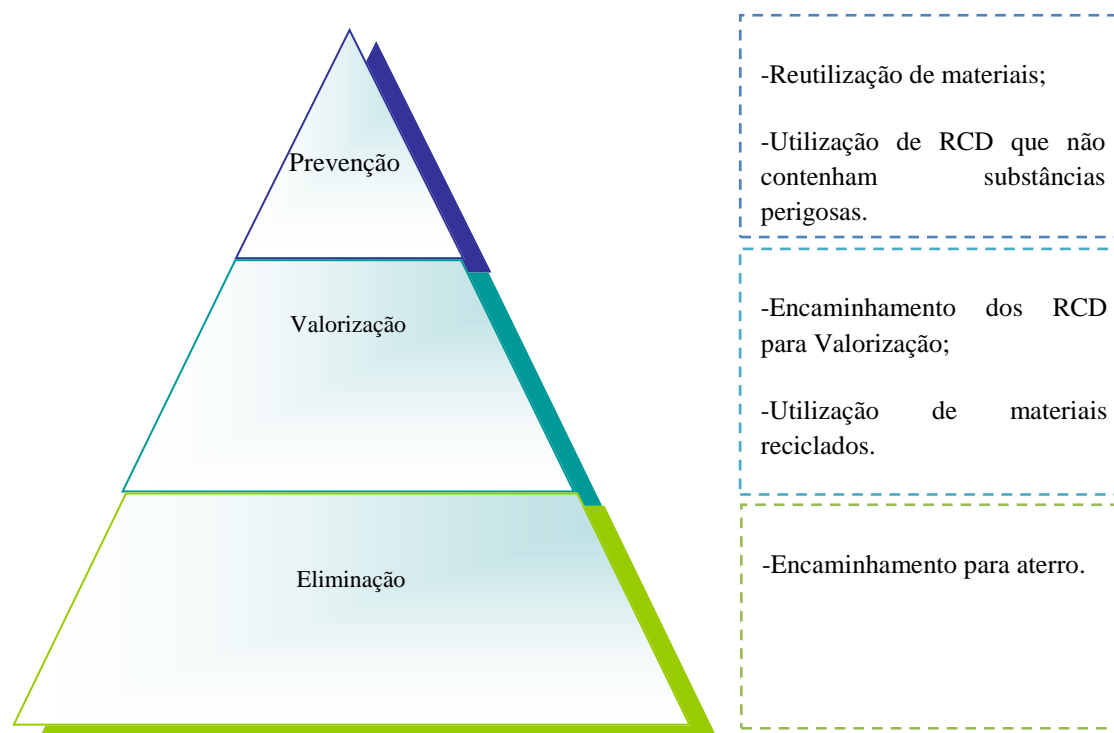 Prevenção
-Reutilização de materiais;
-Utilização de RCD que não
contenham substâncias
perigosas.
Valorização
-Encaminhamento dos RCD
para Valorização;
-Utilização de materiais
reciclados.
Eliminação
-Encaminhamento para aterro.